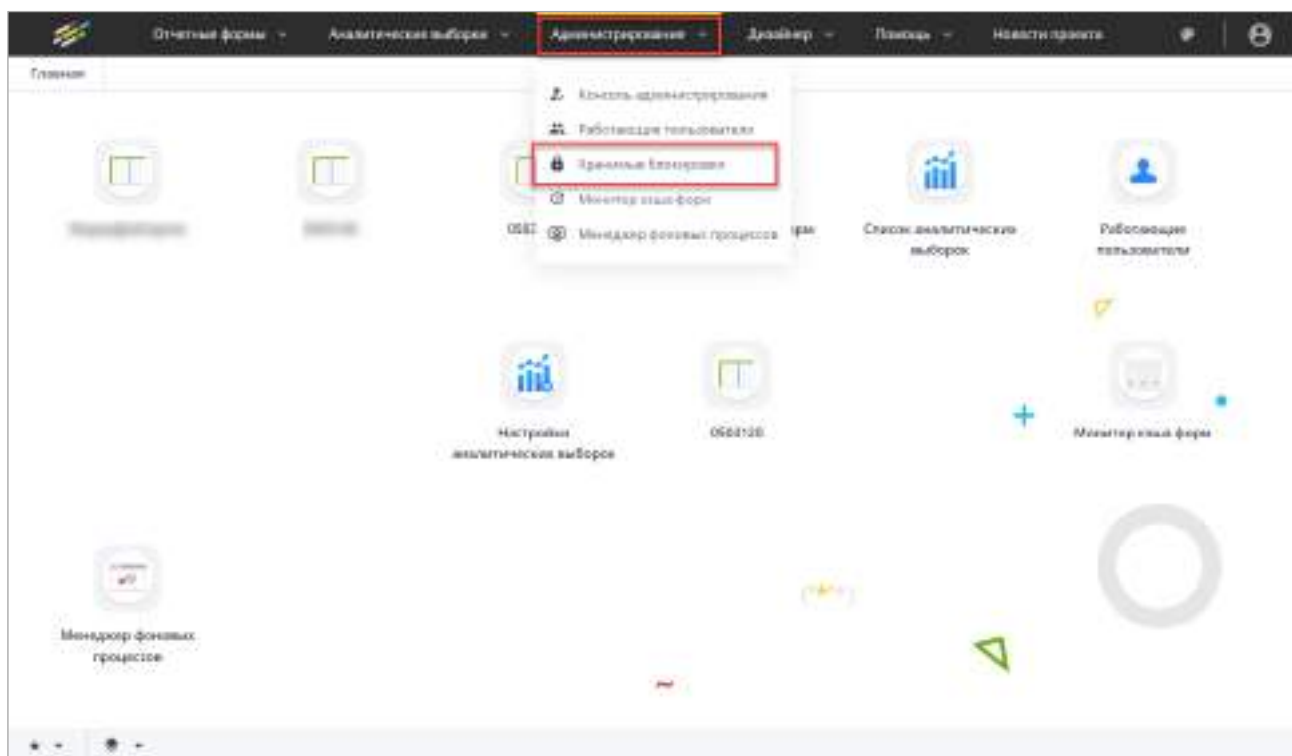 Отчетные формы
Аналитические выборки
Администрирование
Дизайнер
Помощь
Новости проекта
Главная
Консоль администрирования
Работающие пользователи
Хранимые блокировки
Монитор кэша форм
Менеджер фоновых процессов
Список аналитических
выборок
Работающие
пользователи
Настройки
аналитических выборок
0503128
Монитор кэша форм
Менеджер фоновых
процессов